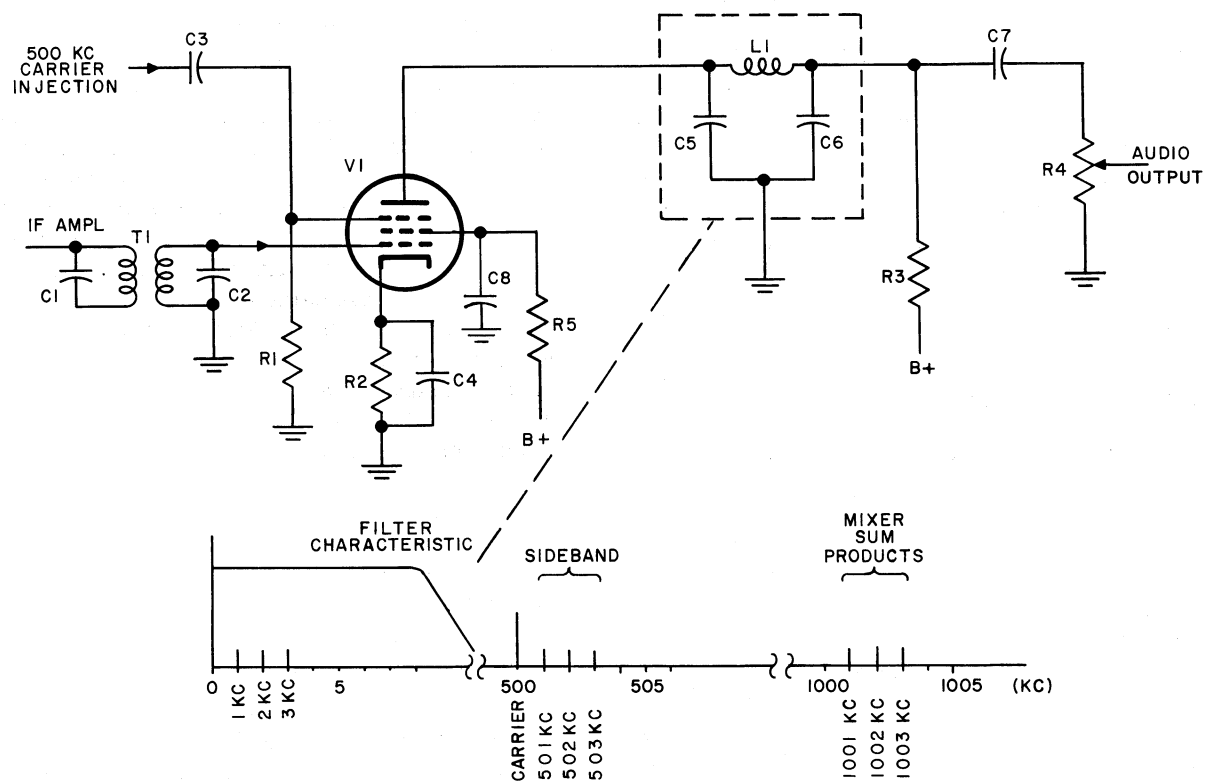 500 KC
CARRIER
INJECTION
C3
L1
C7
C5
C6
V1
R4
AUDIO
OUTPUT
IF AMPL
T1
C1
C2
C8
R3
R5
R1
R2
C4
B+
B+
FILTER
CHARACTERISTIC
SIDEBAND
MIXER
SUM
PRODUCTS
0
1 KC
2 KC
3 KC
5
500
CARRIER
501 KC
502 KC
503 KC
505
1000
1001 KC
1002 KC
1003 KC
1005
(KC)